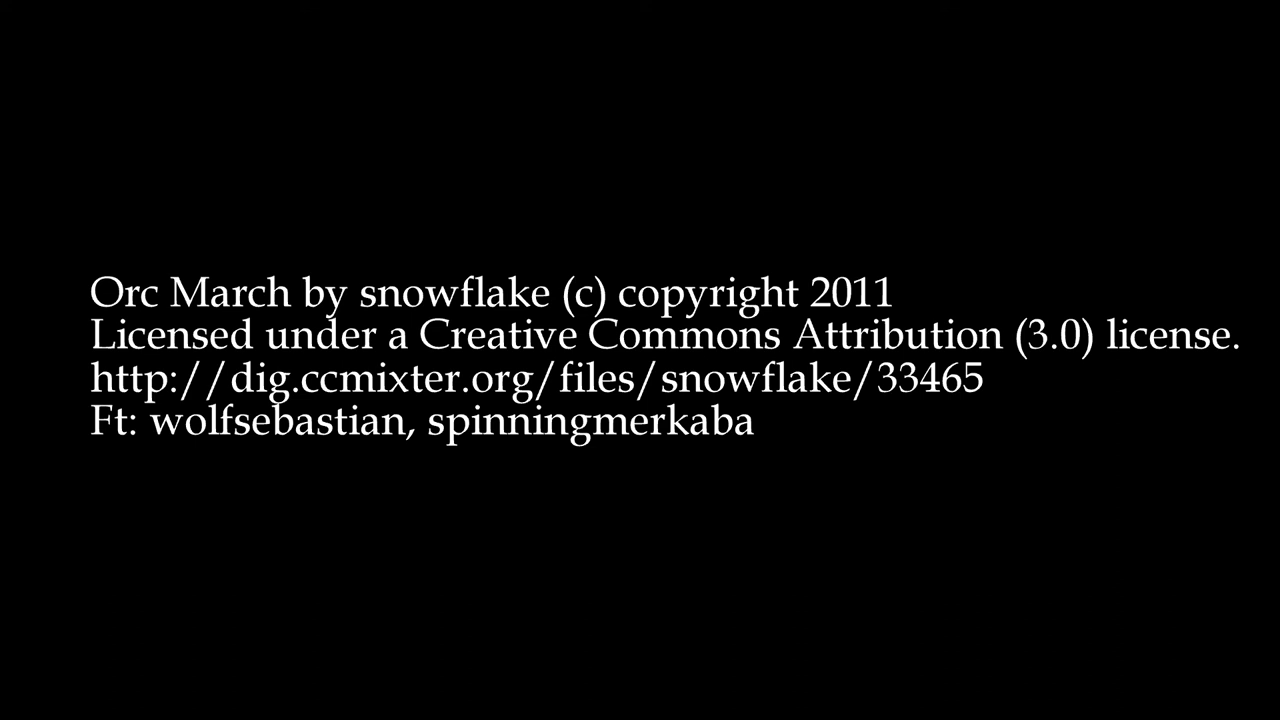 Orc March by snowflake (c) copyright 2011
Licensed under a Creative Commons Attribution (3.0) license.
http://dig.ccmixter.org/files/snowflake/33465
Ft: wolfsebastian, spinningmerkaba